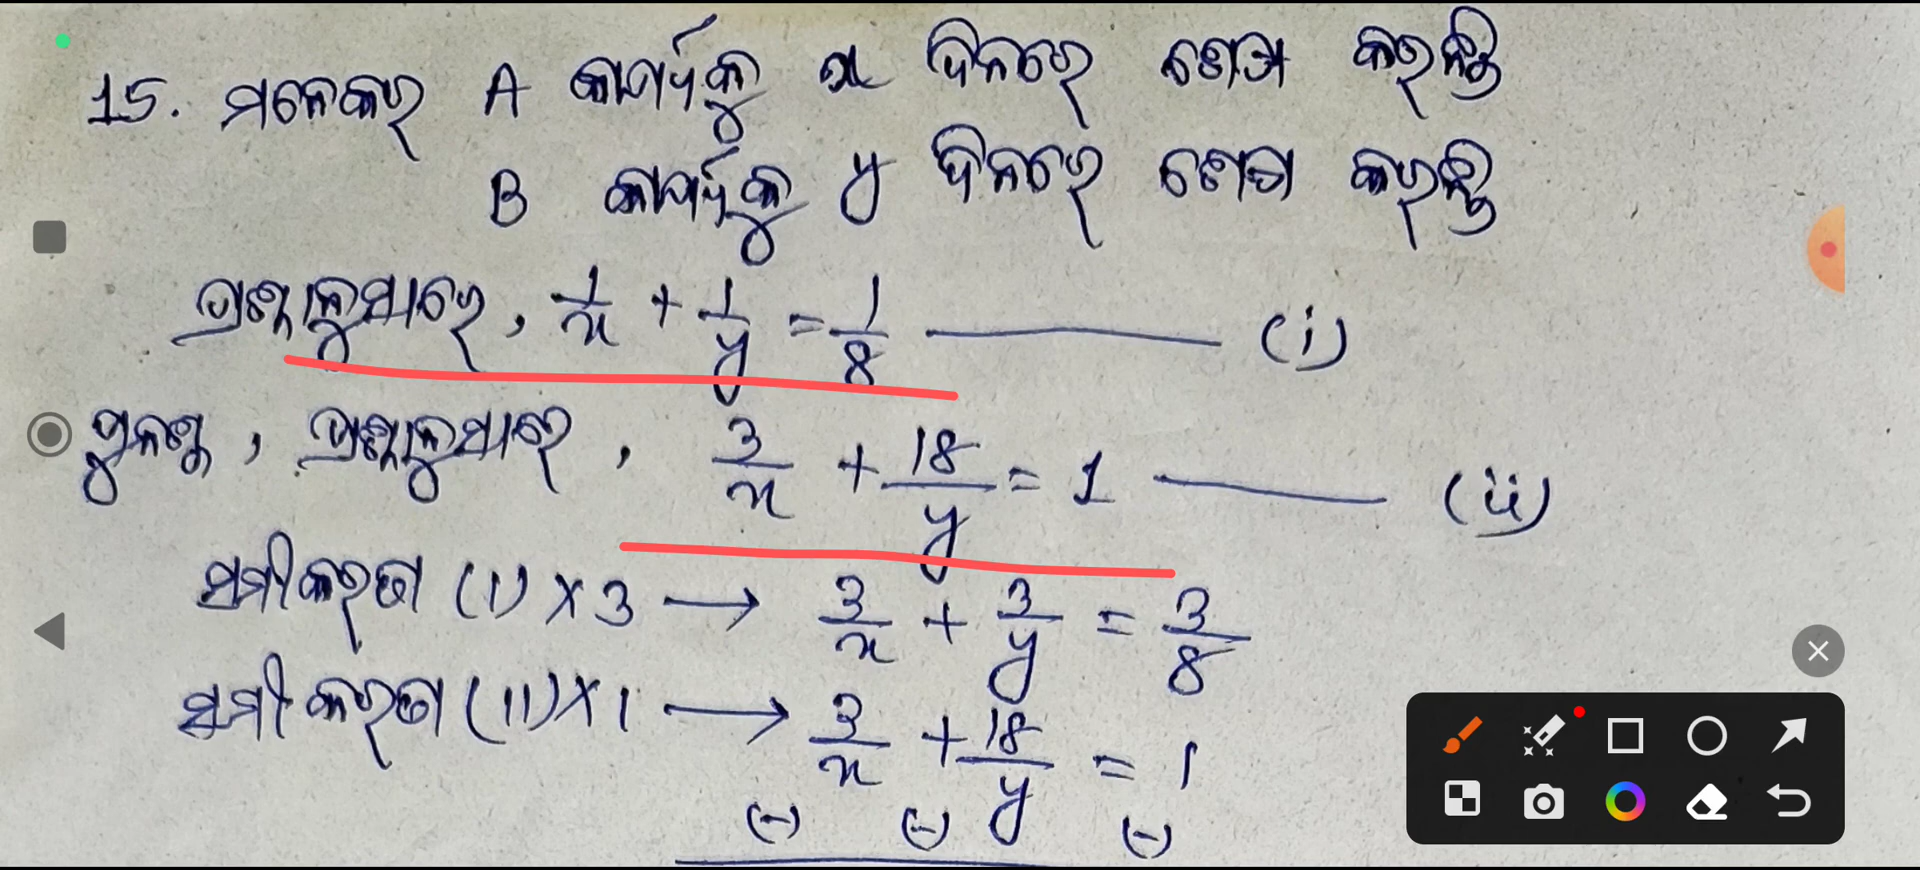 15. ମନେକର A କାର୍ଯ୍ୟକୁ x ଦିନରେ ଶେଷ କରନ୍ତି
B କାର୍ଯ୍ୟକୁ y ଦିନରେ ଶେଷ କରନ୍ତି
ପ୍ରଶ୍ନାନୁସାରେ, 1/x + 1/y = 1/8 ——— (i)
ପୁନଶ୍ଚ, ପ୍ରଶ୍ନାନୁସାରେ, 3/x + 18/y = 1 ——— (ii)
ସମୀକରଣ (i) × 3 → 3/x + 3/y = 3/8
ସମୀକରଣ (ii) × 1 → 3/x + 18/y = 1
(-) (-) (-)